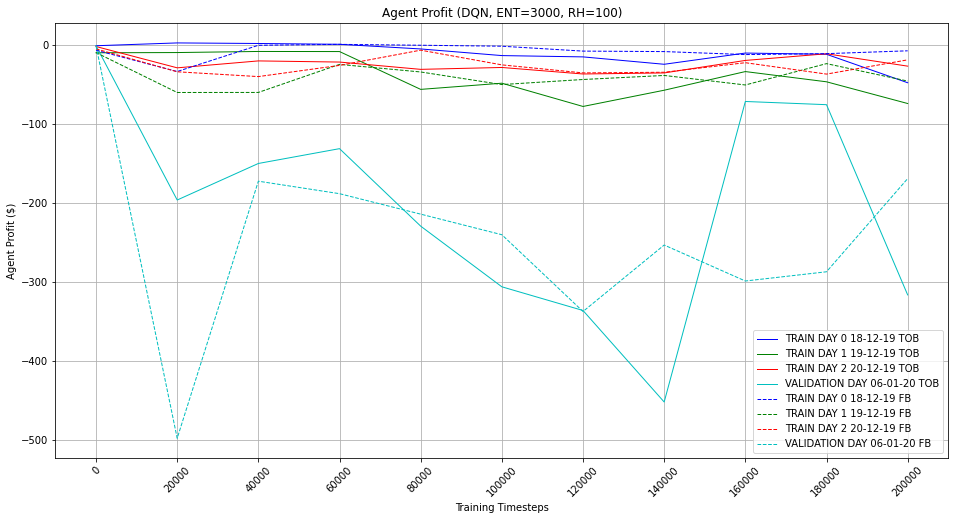 Agent Profit (DQN, ENT=3000, RH=100)
Agent Profit ($)
0
−100
−200
−300
−400
−500
TRAIN DAY 0 18-12-19 TOB
TRAIN DAY 1 19-12-19 TOB
TRAIN DAY 2 20-12-19 TOB
VALIDATION DAY 06-01-20 TOB
TRAIN DAY 0 18-12-19 FB
TRAIN DAY 1 19-12-19 FB
TRAIN DAY 2 20-12-19 FB
VALIDATION DAY 06-01-20 FB
0 20000 40000 60000 80000 100000 120000 140000 160000 180000 200000
Training Timesteps